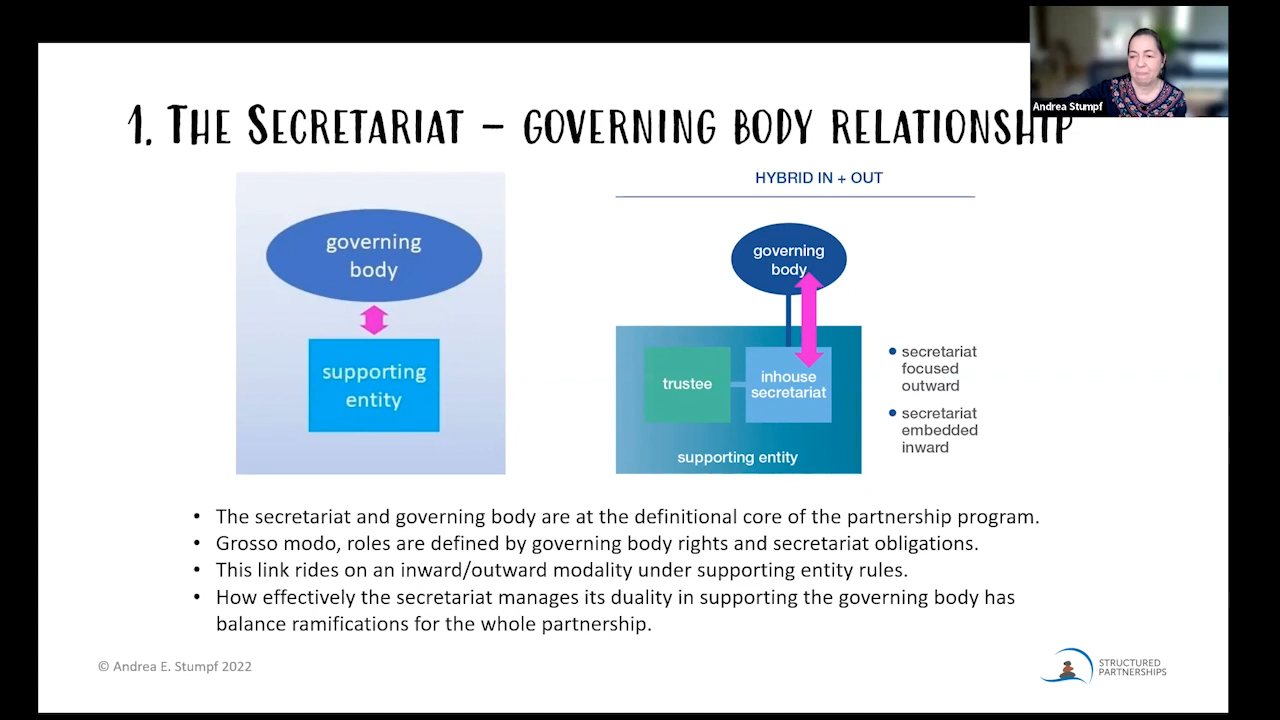 Andrea Stumpf
1. THE SECRETARIAT – GOVERNING BODY RELATIONSHIP
governing
body
supporting
entity
HYBRID IN + OUT
governing
body
trustee
inhouse
secretariat
supporting entity
• secretariat
focused
outward
• secretariat
embedded
inward
• The secretariat and governing body are at the definitional core of the partnership program.
• Grosso modo, roles are defined by governing body rights and secretariat obligations.
• This link rides on an inward/outward modality under supporting entity rules.
• How effectively the secretariat manages its duality in supporting the governing body has
balance ramifications for the whole partnership.
© Andrea E. Stumpf 2022
STRUCTURED
PARTNERSHIPS